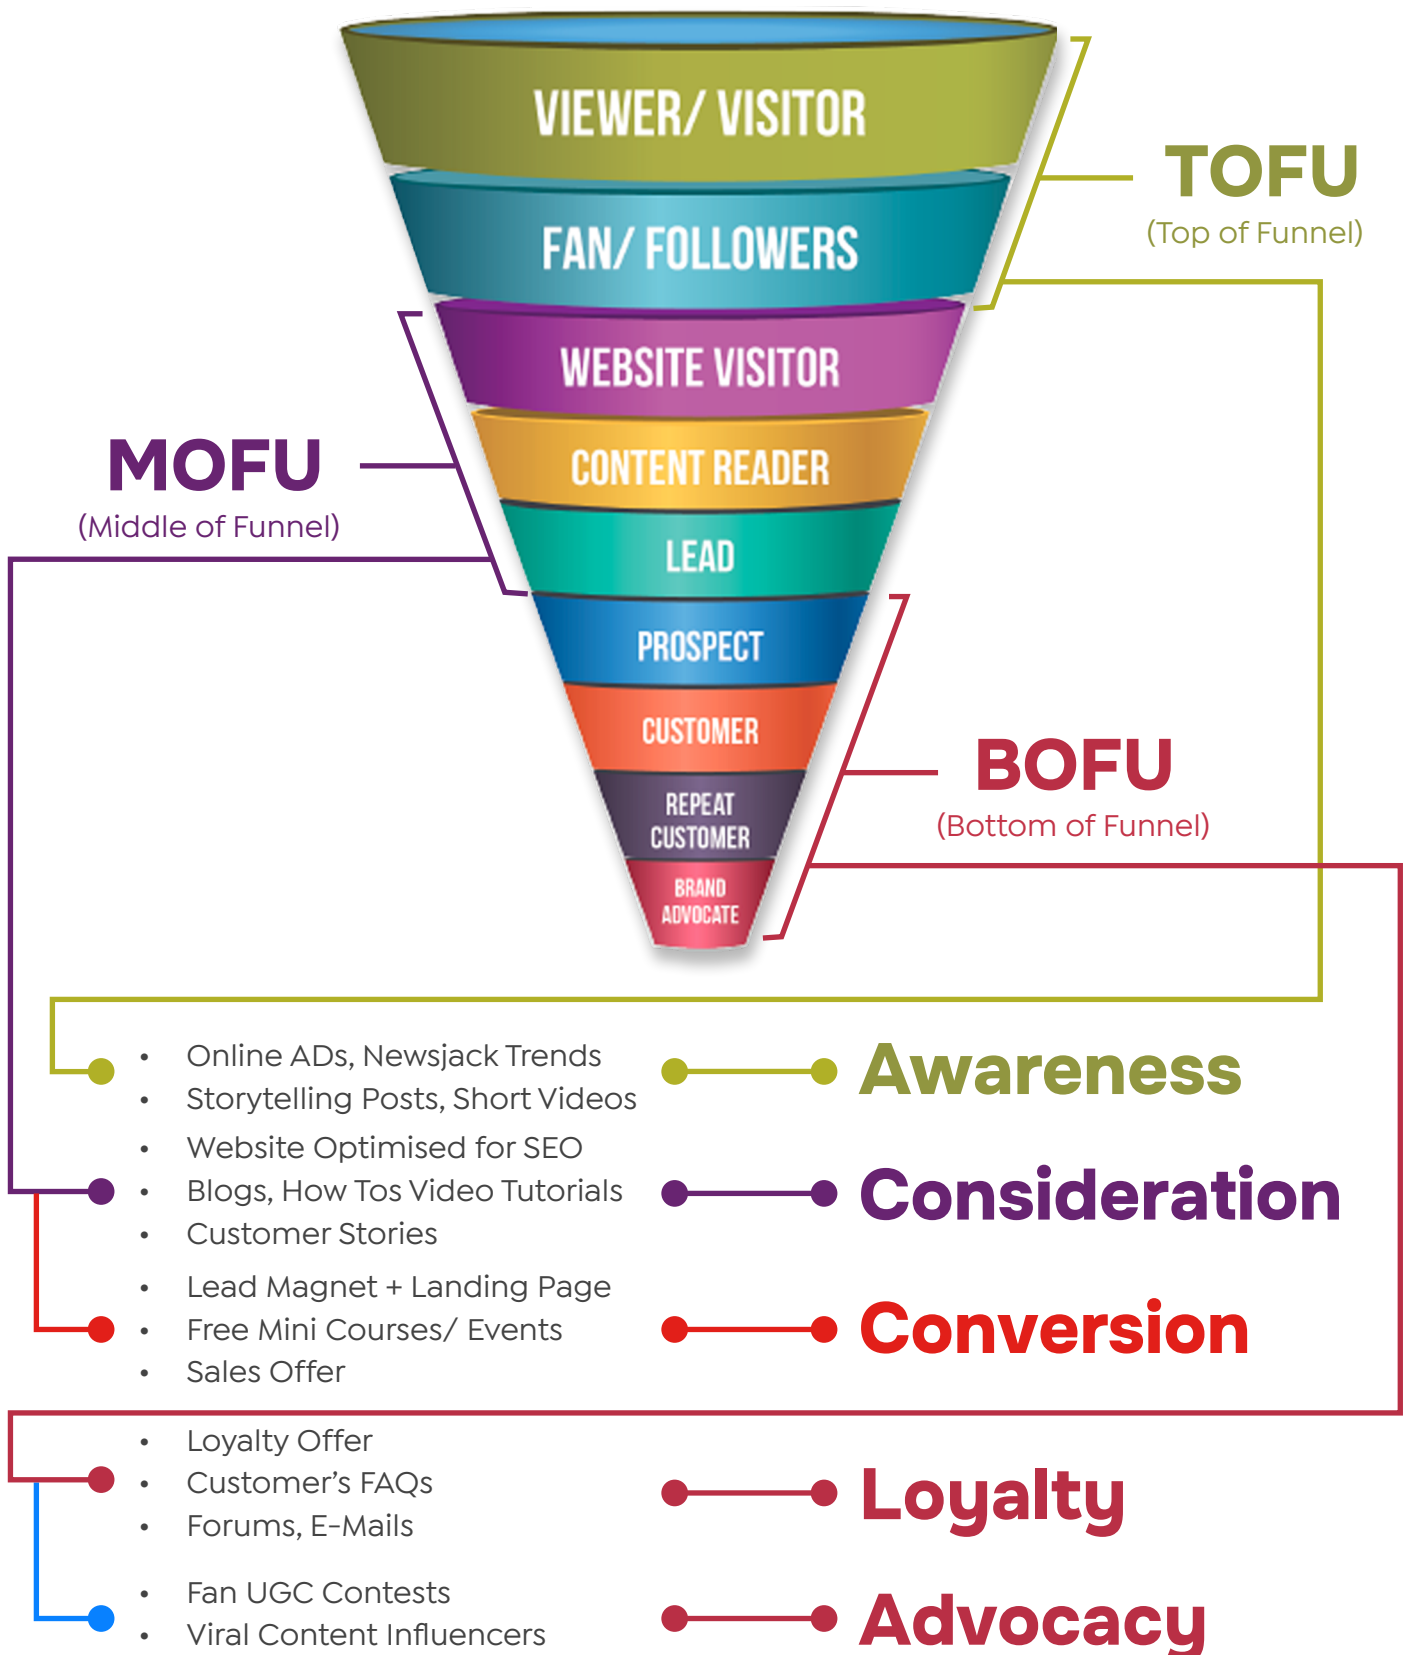 VIEWER/ VISITOR
TOFU
(Top of Funnel)
FAN/ FOLLOWERS
WEBSITE VISITOR
MOFU
(Middle of Funnel)
CONTENT READER
LEAD
PROSPECT
CUSTOMER
BOFU
(Bottom of Funnel)
REPEAT
CUSTOMER
BRAND
ADVOCATE
• Online ADs, Newsjack Trends
• Storytelling Posts, Short Videos
Awareness
• Website Optimised for SEO
• Blogs, How Tos Video Tutorials
• Customer Stories
Consideration
• Lead Magnet + Landing Page
• Free Mini Courses/ Events
• Sales Offer
Conversion
• Loyalty Offer
• Customer’s FAQs
• Forums, E-Mails
Loyalty
• Fan UGC Contests
• Viral Content Influencers
Advocacy